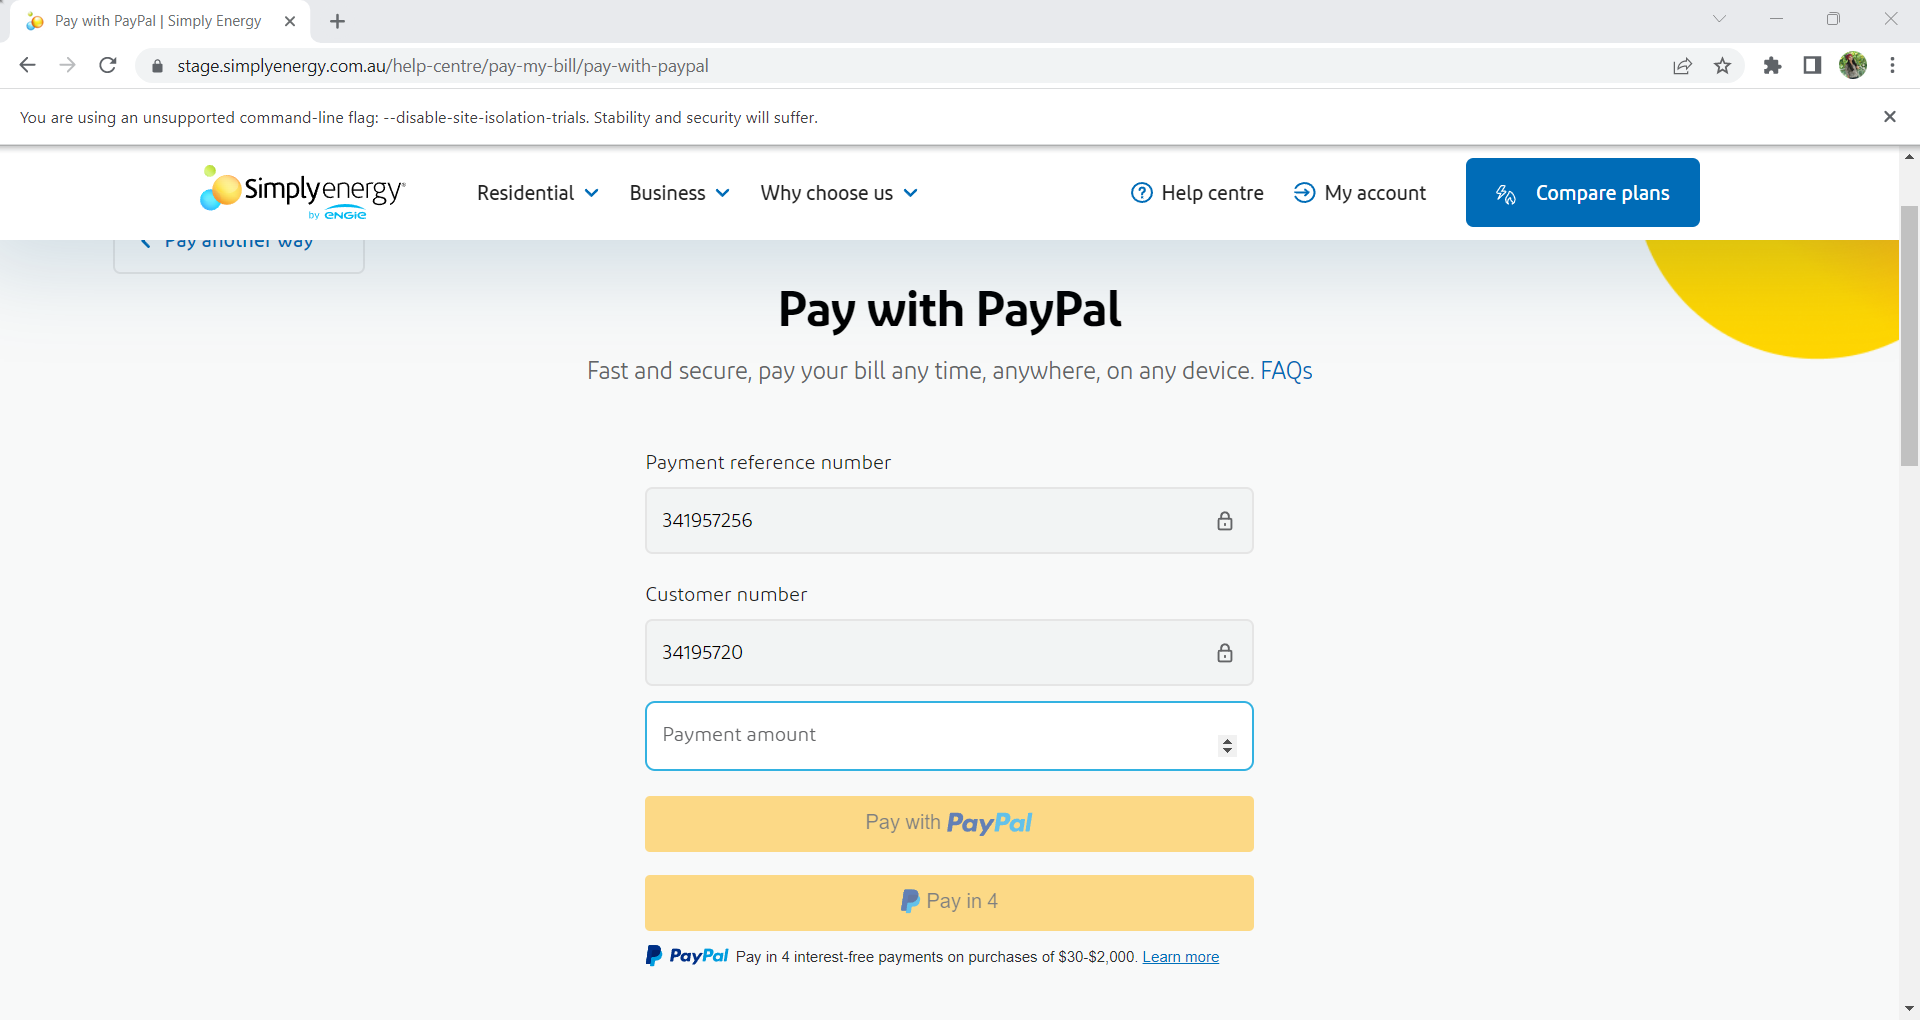 Pay with PayPal | Simply Energy
stage.simplyenergy.com.au/help-centre/pay-my-bill/pay-with-paypal
You are using an unsupported command-line flag: --disable-site-isolation-trials. Stability and security will suffer.
Simplyenergy by ENGIE
Residential Business Why choose us Help centre My account Compare plans
Pay another way
Pay with PayPal
Fast and secure, pay your bill any time, anywhere, on any device. FAQs
Payment reference number
341957256
Customer number
34195720
Payment amount
Pay with PayPal
Pay in 4
PayPal Pay in 4 interest-free payments on purchases of $30-$2,000. Learn more